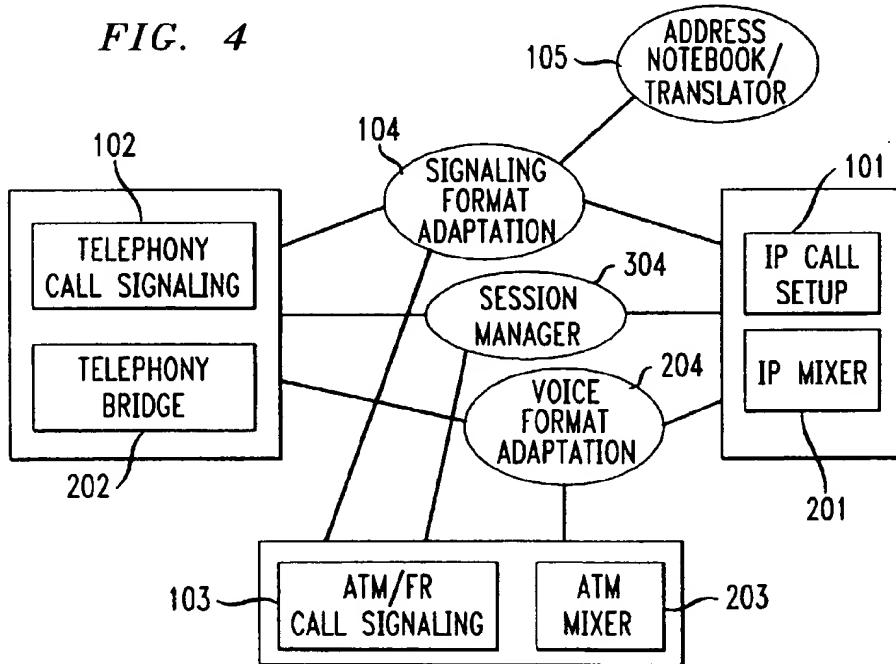 FIG. 4
105
ADDRESS
NOTEBOOK/
TRANSLATOR
104
SIGNALING
FORMAT
ADAPTATION
102
TELEPHONY
CALL SIGNALING
TELEPHONY
BRIDGE
202
101
IP CALL
SETUP
IP MIXER
201
304
SESSION
MANAGER
204
VOICE
FORMAT
ADAPTATION
103
ATM/FR
CALL SIGNALING
ATM
MIXER
203